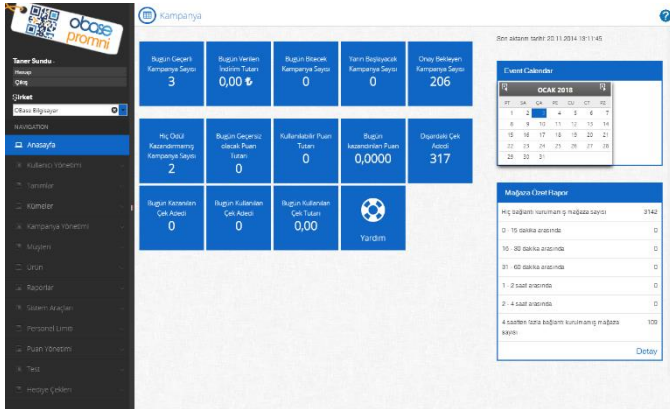 obase
promni
Taner Sundu -
Hesap
Çıkış
Şirket
OBase Bilgisayar
NAVIGATION
Anasayfa
Kullanıcı Yönetimi
Tanımlar
Kümeler
Kampanya Yönetimi
Müşteri
Ürün
Raporlar
Sistem Araçları
Personel Limiti
Puan Yönetimi
Test
Hediye Çekleri
Kampanya
?
Bugün Geçerli
Kampanya Sayısı
3
Bugün Verilen
İndirim Tutarı
0,00 ₺
Bugün Bitecek
Kampanya Sayısı
0
Yarın Başlayacak
Kampanya Sayısı
0
Onay Bekleyen
Kampanya Sayısı
206
Hiç Ödül
Kazandırmamış
Kampanya Sayısı
2
Bugün Geçersiz
olacak Puan
Tutarı
0
Kullanılabilir Puan
Tutarı
0
Bugün
kazandırılan Puan
0,0000
Dışardaki Çek
Adedi
317
Bugün Kazanılan
Çek Adedi
0
Bugün Kullanılan
Çek Adedi
0
Bugün Kullanılan
Çek Tutarı
0,00
Yardım
Son aktarım tarihi: 20.11.2014 18:11:45
Event Calendar
OCAK 2018
PT SA ÇA PE CU CT PZ
1 2 3 4 5 6 7
8 9 10 11 12 13 14
15 16 17 18 19 20 21
22 23 24 25 26 27 28
29 30 31
Mağaza Özet Rapor
Hiç bağlantı kurulmamış mağaza sayısı 3142
0 - 15 dakika arasında 0
16 - 30 dakika arasında 0
31 - 60 dakika arasında 0
1 - 2 saat arasında 0
2 - 4 saat arasında 0
4 saatten fazla bağlantı kurulmamış mağaza 109
sayısı
Detay